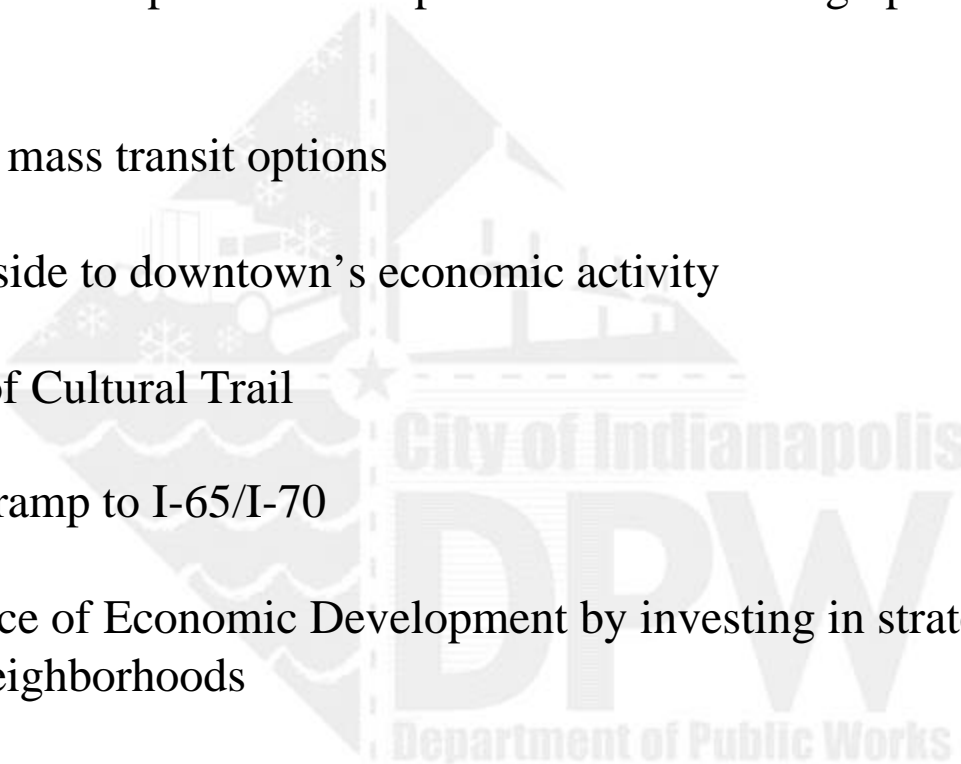 mass transit options
side to downtown’s economic activity
of Cultural Trail
City of Indianapolis
ramp to I-65/I-70
DPW
ce of Economic Development by investing in strat
eighborhoods
Department of Public Works